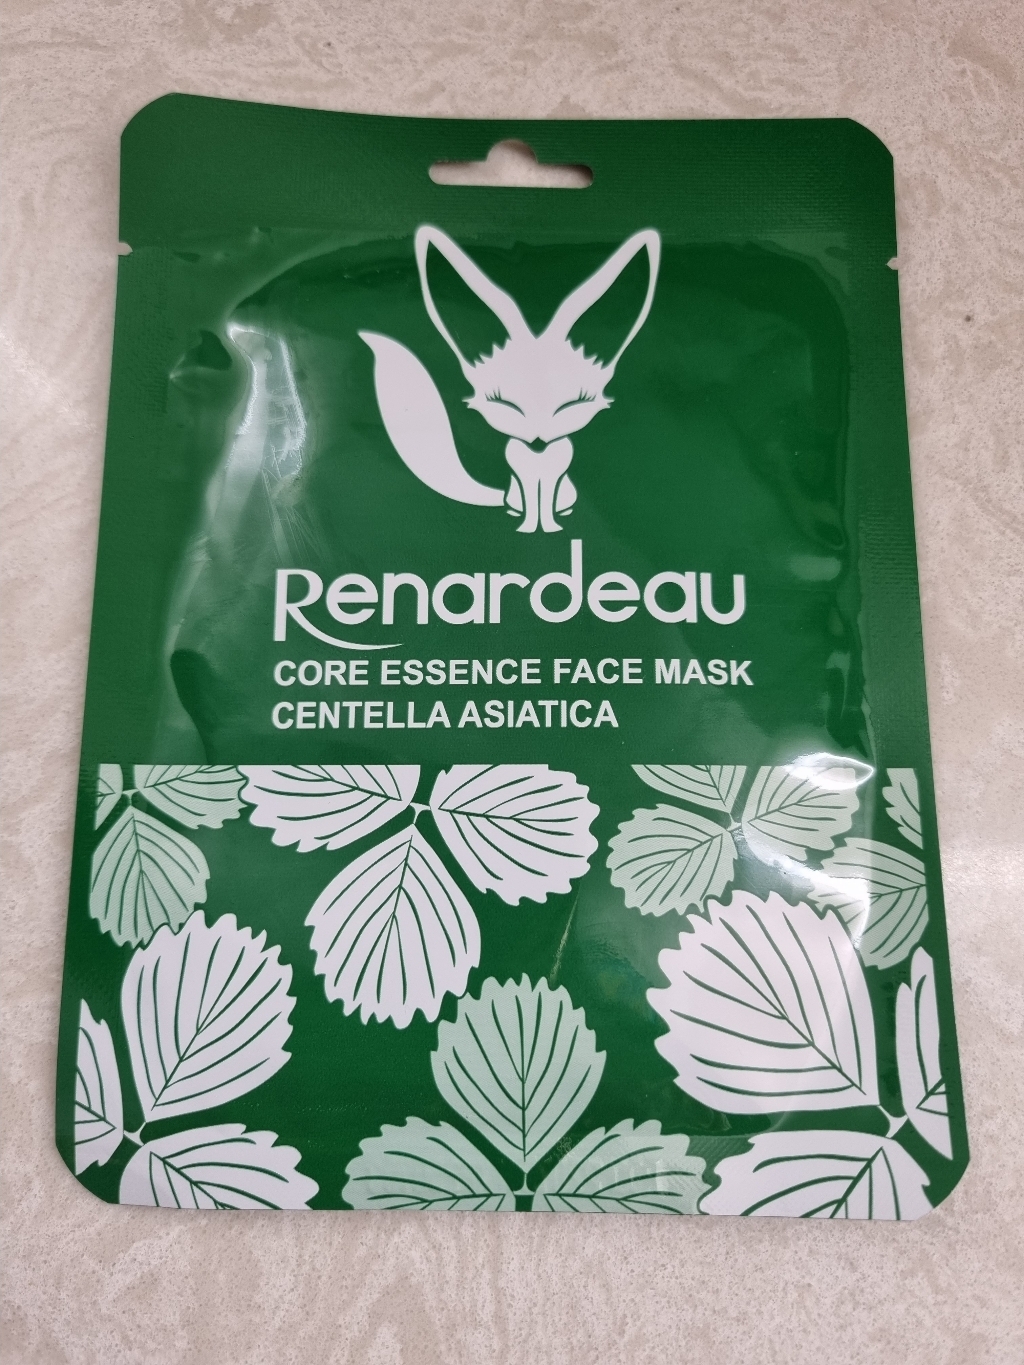 Renardeau
CORE ESSENCE FACE MASK
CENTELLA ASIATICA